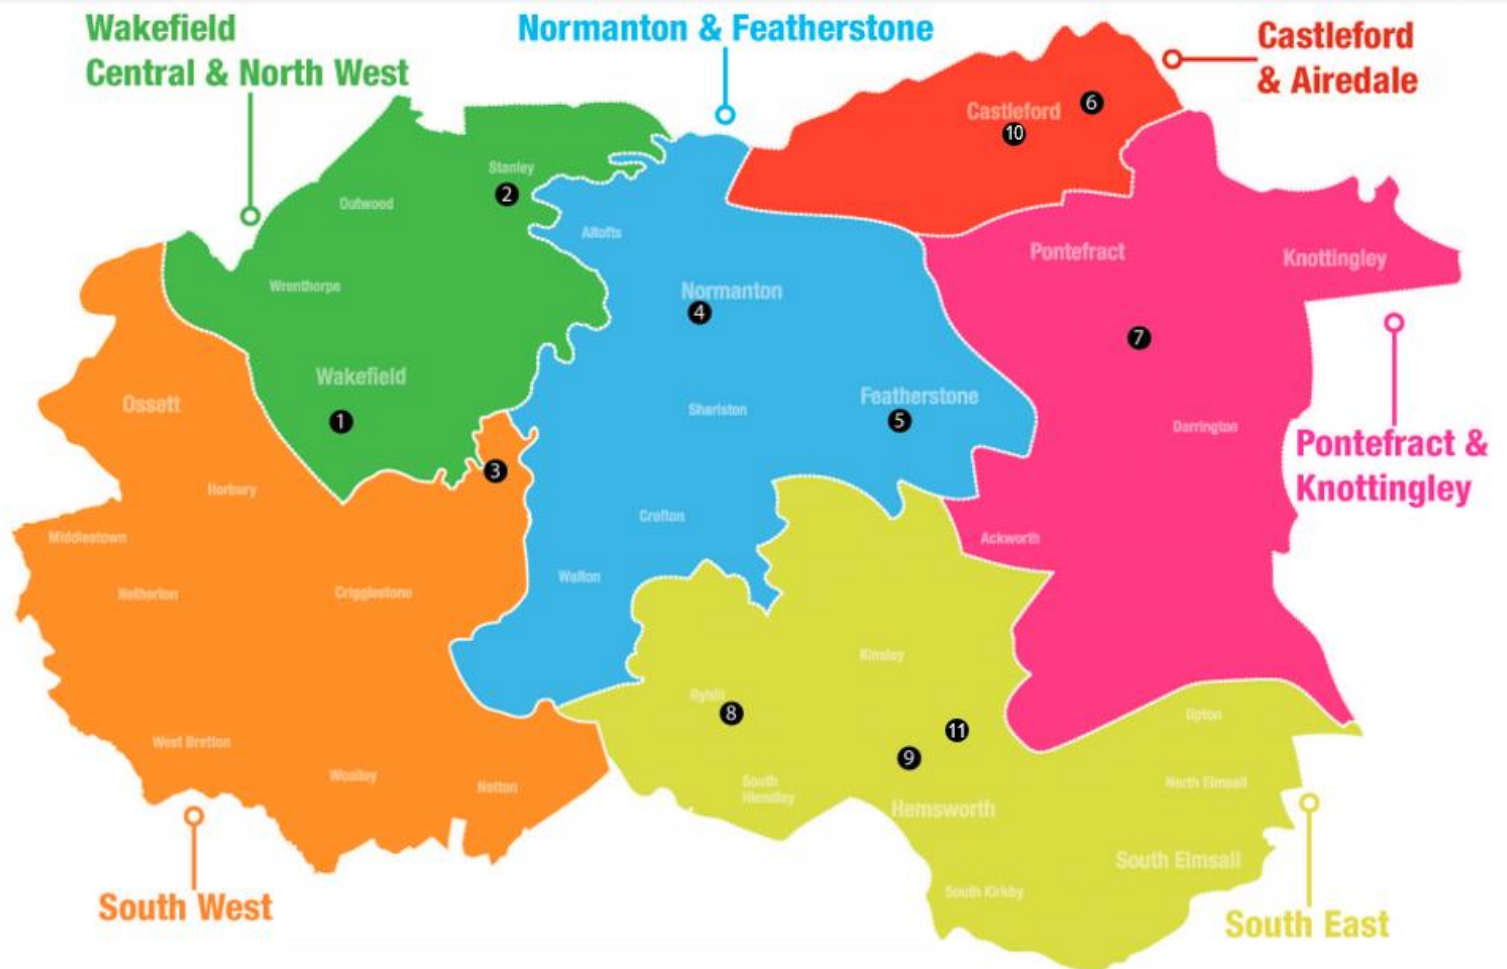 Wakefield
Central & North West
Normanton & Featherstone
Castleford
& Airedale
Castleford
6
10
Stanley
2
Outwood
Altofts
Pontefract
Knottingley
Wrenthorpe
Normanton
4
7
Wakefield
Ossett
Featherstone
Sharlston
1
5
Darrington
Pontefract &
Knottingley
3
Horbury
Crofton
Middlestown
Ackworth
Walton
Netherton
Crigglestone
Kinsley
Ryhill
8
Upton
11
West Bretton
9
Woolley
Notton
South
Hiendley
North Elmsall
Hemsworth
South Elmsall
South Kirkby
South West
South East